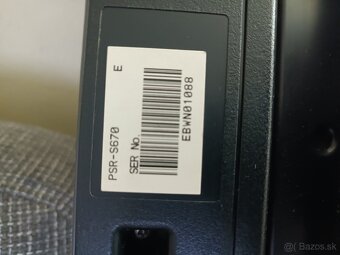 PSR-S670 E
SER No.
EBWN01088
bazos.sk